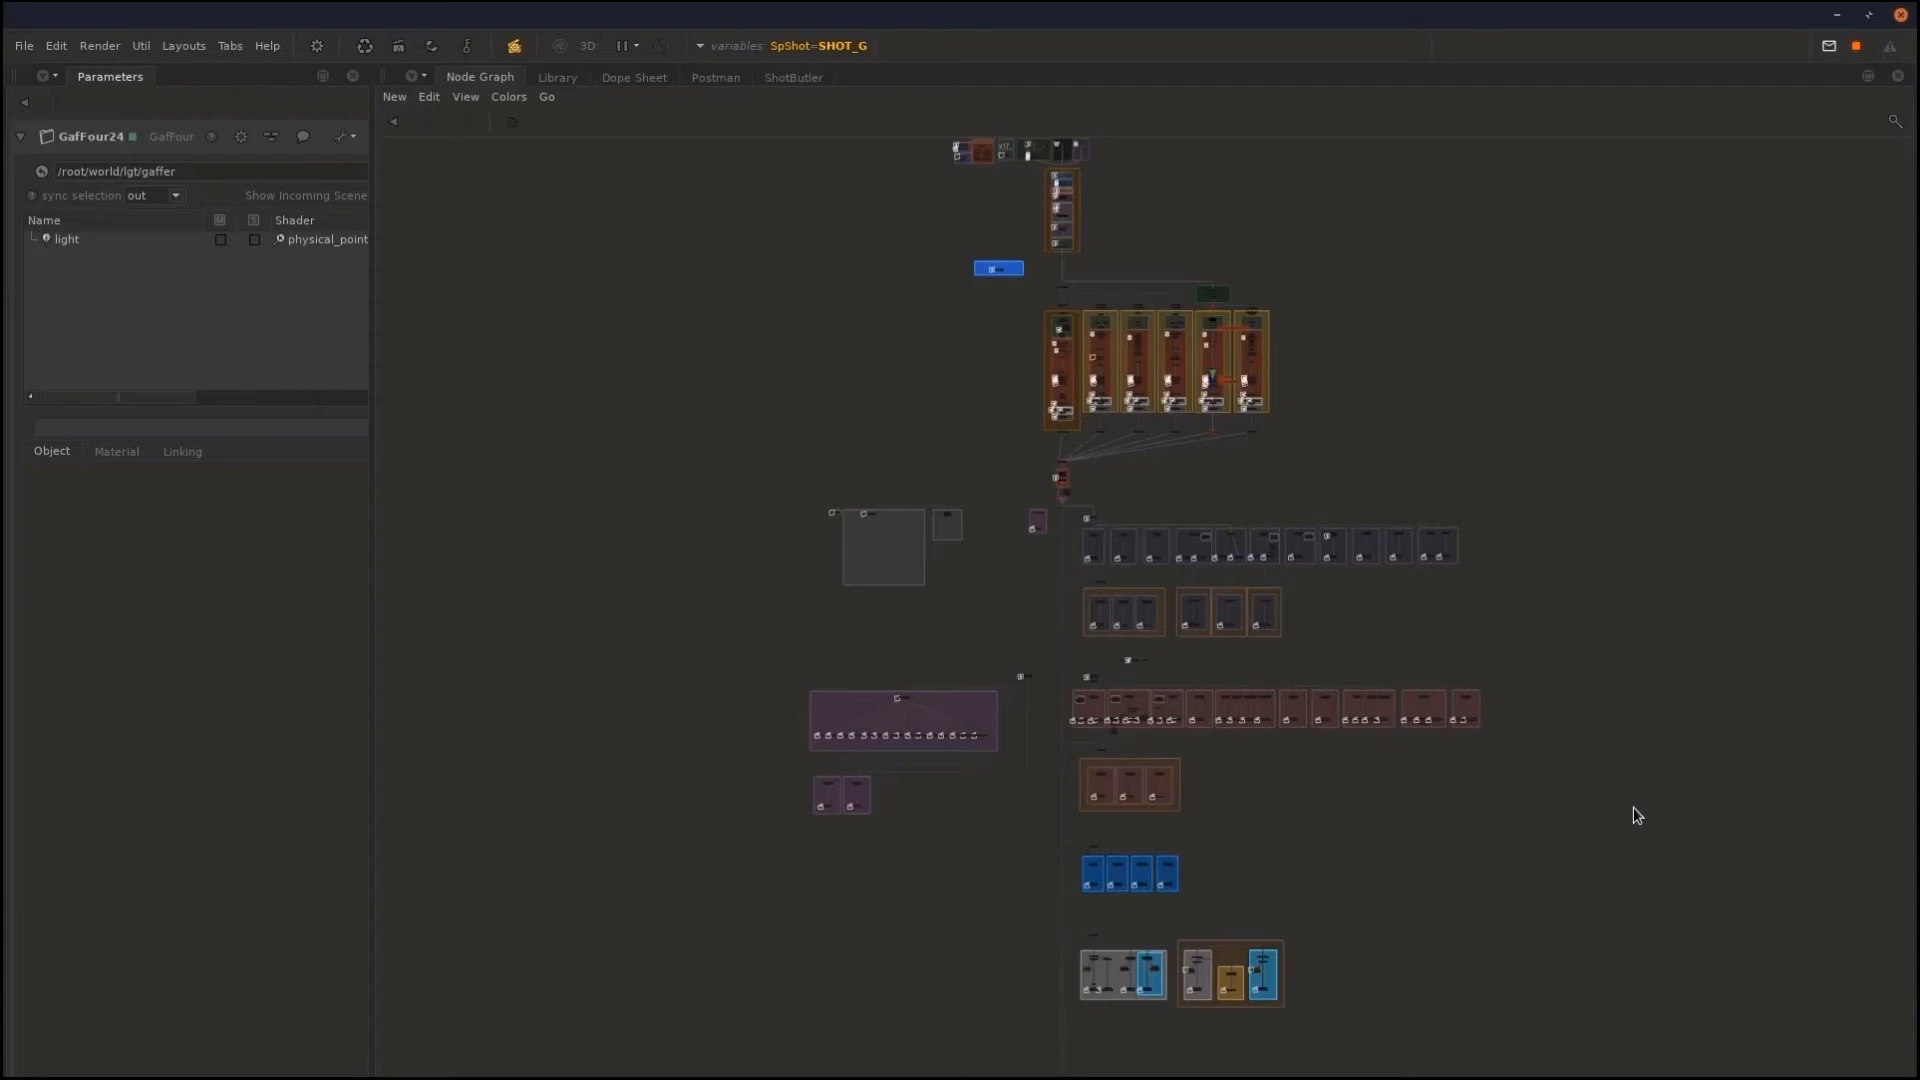 File Edit Render Util Layouts Tabs Help 3D: variables: SpShot=SHOT_G
Parameters
Node Graph Library Dope Sheet Postman ShotButler
New Edit View Colors Go
GafFour24 GafFour
/root/world/lgt/gaffer
sync selection out Show Incoming Scene
Name Shader
light physical_point
Object Material Linking